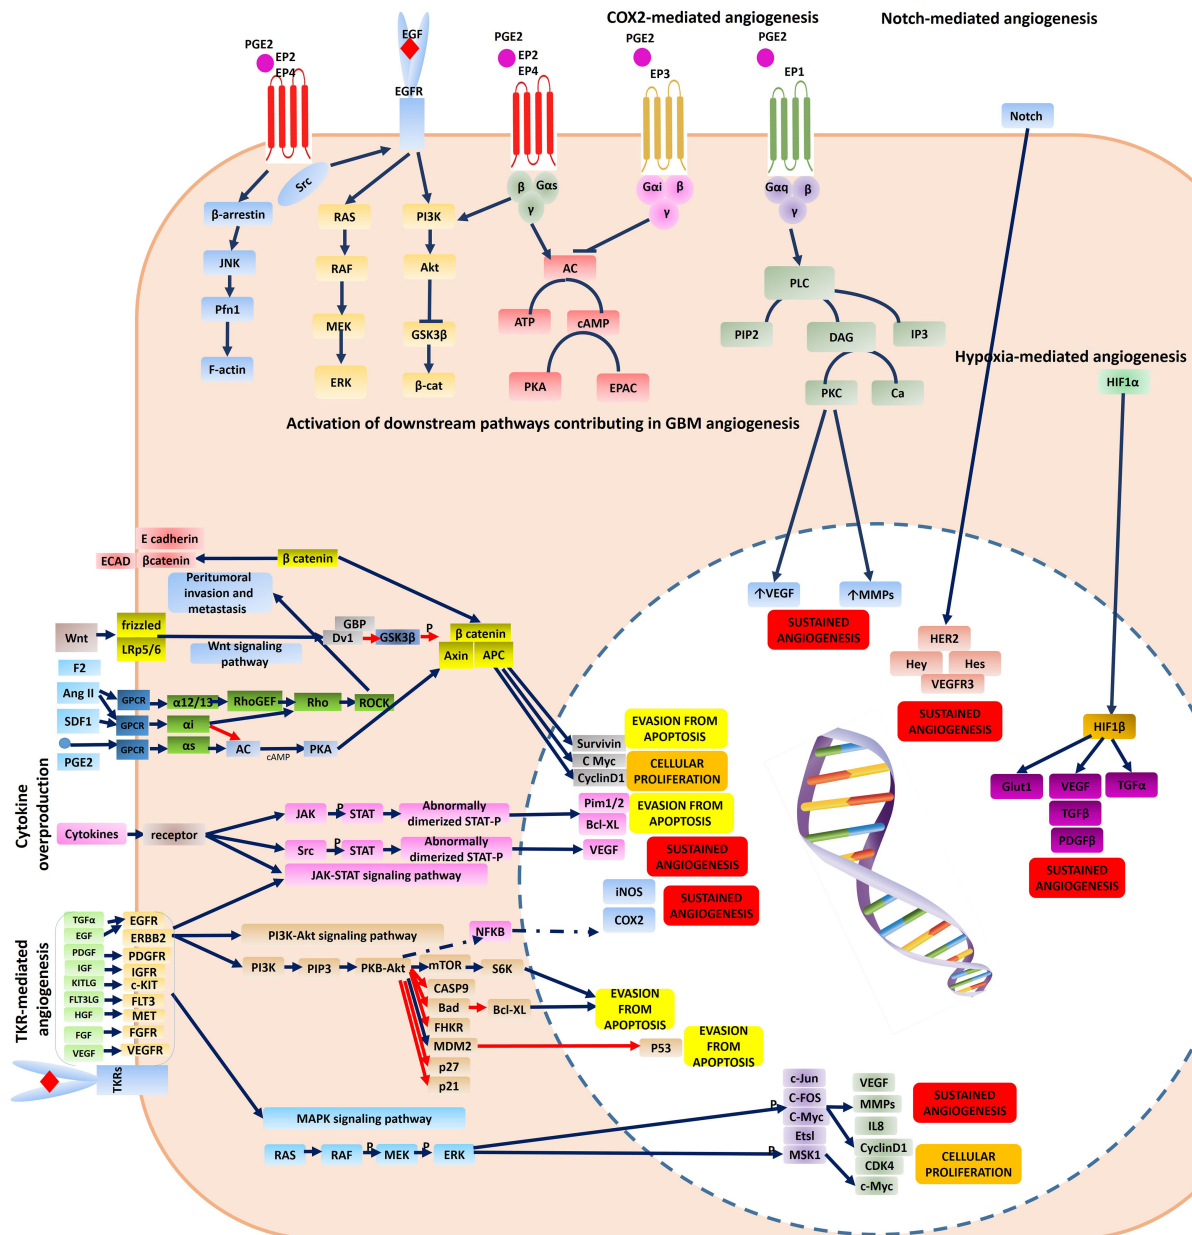 COX2-mediated angiogenesis
Notch-mediated angiogenesis
PGE2
EP2
EP4
EGF
EGFR
PGE2
EP2
EP4
PGE2
EP3
PGE2
EP1
Notch
Src
β
Gαs
γ
Gαi
β
γ
Gαq
β
γ
β-arrestin
JNK
Pfn1
F-actin
RAS
RAF
MEK
ERK
PI3K
Akt
GSK3β
β-cat
AC
ATP
cAMP
PKA
EPAC
PLC
PIP2
DAG
IP3
PKC
Ca
Hypoxia-mediated angiogenesis
HIF1α
Activation of downstream pathways contributing in GBM angiogenesis
E cadherin
ECAD
βcatenin
β catenin
Peritumoral
invasion and
metastasis
Wnt
frizzled
LRp5/6
Wnt signaling
pathway
GBP
Dv1
GSK3β
P
β catenin
Axin
APC
F2
Ang II
SDF1
PGE2
GPCR
GPCR
GPCR
α12/13
RhoGEF
Rho
ROCK
αi
αs
AC
cAMP
PKA
↑VEGF
↑MMPs
SUSTAINED
ANGIOGENESIS
HER2
Hey
Hes
VEGFR3
SUSTAINED
ANGIOGENESIS
HIF1β
Glut1
VEGF
TGFα
TGFβ
PDGFβ
SUSTAINED
ANGIOGENESIS
Survivin
C Myc
CyclinD1
EVASION FROM
APOPTOSIS
CELLULAR
PROLIFERATION
Cytokine
overproduction
Cytokines
receptor
JAK
P
STAT
Abnormally
dimerized STAT-P
Pim1/2
Bcl-XL
EVASION FROM
APOPTOSIS
Src
P
STAT
Abnormally
dimerized STAT-P
VEGF
SUSTAINED
ANGIOGENESIS
JAK-STAT signaling pathway
iNOS
COX2
SUSTAINED
ANGIOGENESIS
TKR-mediated
angiogenesis
TGFα
EGF
PDGF
IGF
KITLG
FLT3LG
HGF
FGF
VEGF
EGFR
ERBB2
PDGFR
IGFR
c-KIT
FLT3
MET
FGFR
VEGFR
TKRs
PI3K-Akt signaling pathway
NFKB
PI3K
PIP3
PKB-Akt
mTOR
S6K
CASP9
Bad
Bcl-XL
FHKR
MDM2
p27
p21
EVASION
FROM
APOPTOSIS
P53
EVASION
FROM
APOPTOSIS
MAPK signaling pathway
RAS
RAF
P
MEK
P
ERK
P
P
c-Jun
C-FOS
C-Myc
Etsl
MSK1
VEGF
MMPs
IL8
CyclinD1
CDK4
c-Myc
SUSTAINED
ANGIOGENESIS
CELLULAR
PROLIFERATION